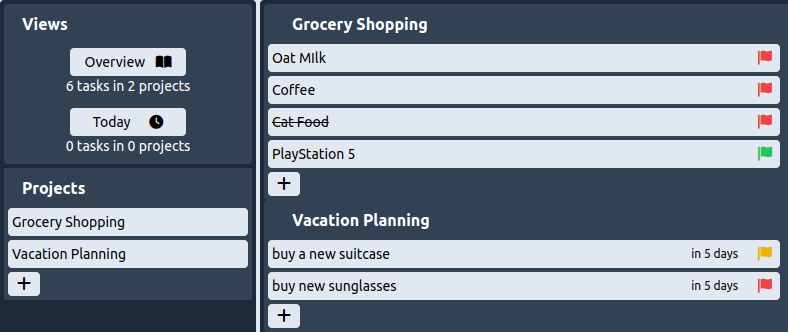 Views
Overview
6 tasks in 2 projects
Today
0 tasks in 0 projects
Projects
Grocery Shopping
Vacation Planning
+
Grocery Shopping
Oat MIlk
Coffee
Cat Food
PlayStation 5
+
Vacation Planning
buy a new suitcase in 5 days
buy new sunglasses in 5 days
+